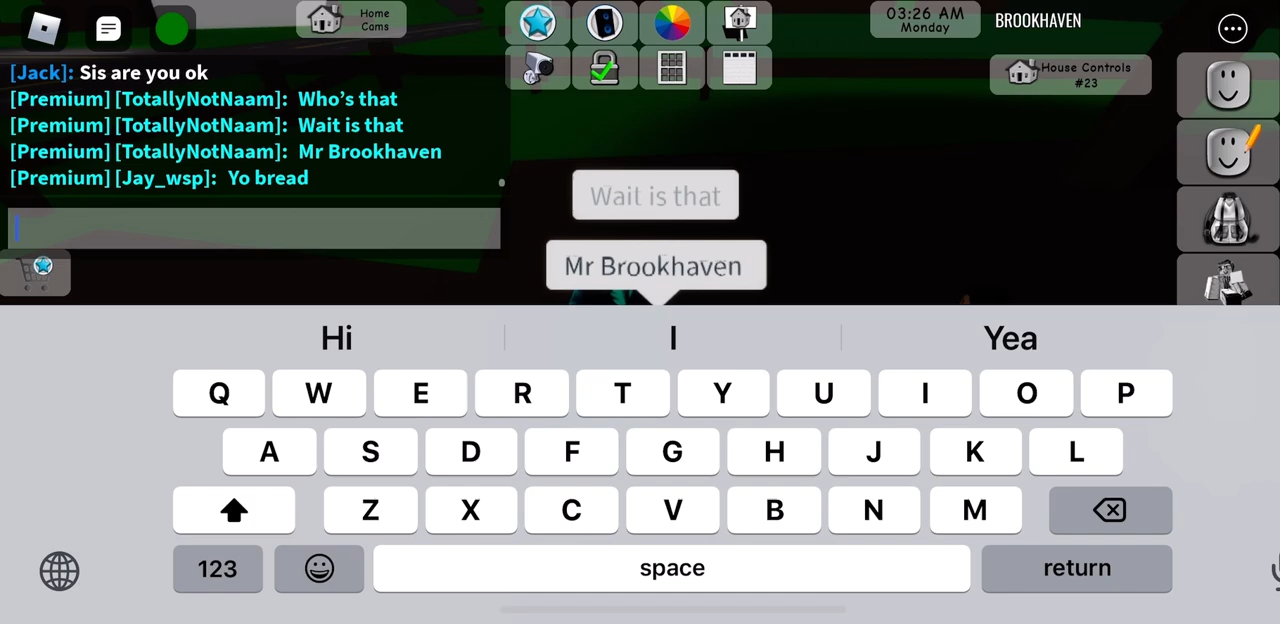 Home
Cams
03:26 AM
Monday
BROOKHAVEN
House Controls
#23
[Jack]: Sis are you ok
[Premium] [TotallyNotNaam]: Who’s that
[Premium] [TotallyNotNaam]: Wait is that
[Premium] [TotallyNotNaam]: Mr Brookhaven
[Premium] [Jay_wsp]: Yo bread
Wait is that
Mr Brookhaven
Hi I Yea
Q W E R T Y U I O P
A S D F G H J K L
Z X C V B N M
123 space return